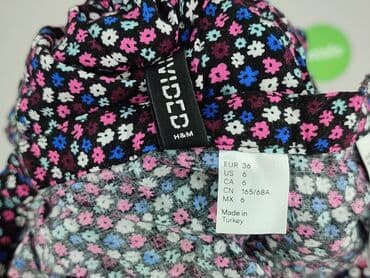 DIVIDED
H&M
EUR 36
US 6
CA 6
CN 165/68A
MX 6
Made in
Turkey